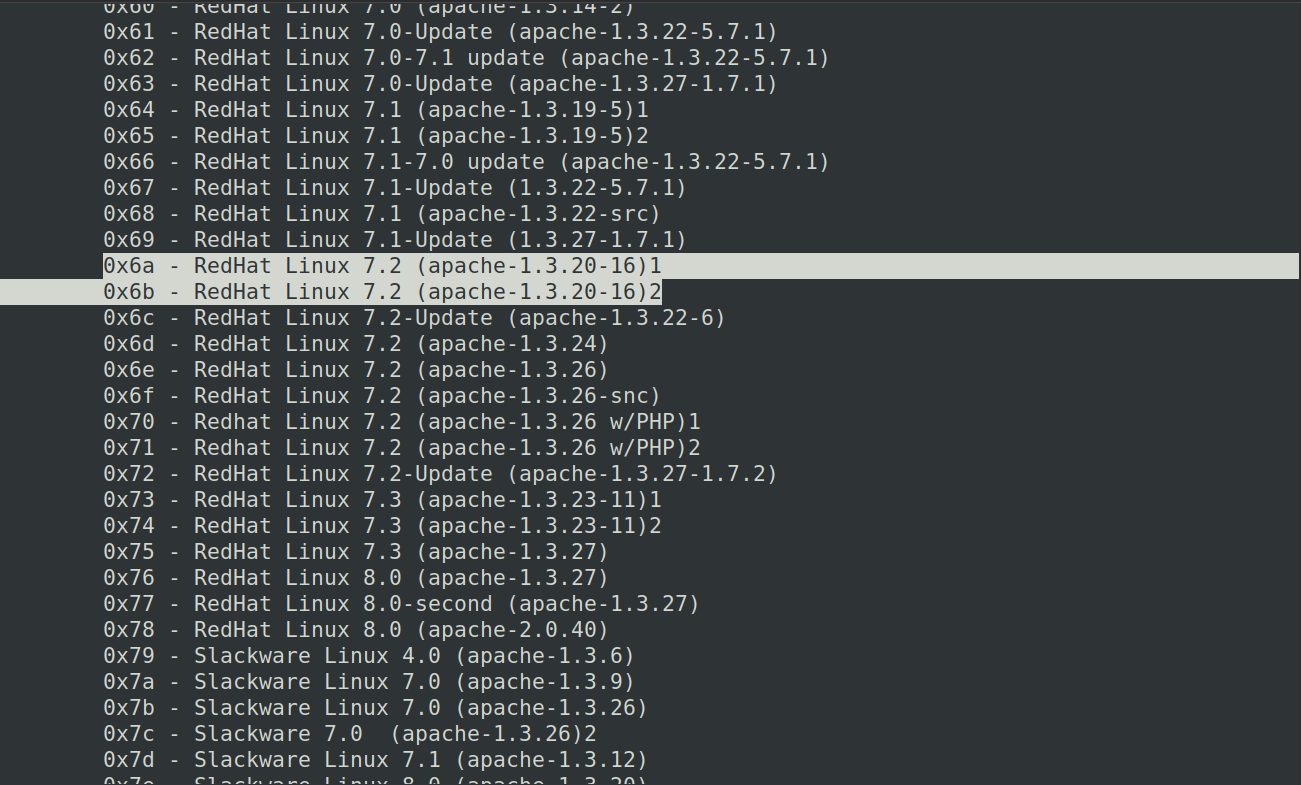 0x60 - RedHat Linux 7.0 (apache-1.3.14-2)
0x61 - RedHat Linux 7.0-Update (apache-1.3.22-5.7.1)
0x62 - RedHat Linux 7.0-7.1 update (apache-1.3.22-5.7.1)
0x63 - RedHat Linux 7.0-Update (apache-1.3.27-1.7.1)
0x64 - RedHat Linux 7.1 (apache-1.3.19-5)1
0x65 - RedHat Linux 7.1 (apache-1.3.19-5)2
0x66 - RedHat Linux 7.1-7.0 update (apache-1.3.22-5.7.1)
0x67 - RedHat Linux 7.1-Update (1.3.22-5.7.1)
0x68 - RedHat Linux 7.1 (apache-1.3.22-src)
0x69 - RedHat Linux 7.1-Update (1.3.27-1.7.1)
0x6a - RedHat Linux 7.2 (apache-1.3.20-16)1
0x6b - RedHat Linux 7.2 (apache-1.3.20-16)2
0x6c - RedHat Linux 7.2-Update (apache-1.3.22-6)
0x6d - RedHat Linux 7.2 (apache-1.3.24)
0x6e - RedHat Linux 7.2 (apache-1.3.26)
0x6f - RedHat Linux 7.2 (apache-1.3.26-snc)
0x70 - Redhat Linux 7.2 (apache-1.3.26 w/PHP)1
0x71 - Redhat Linux 7.2 (apache-1.3.26 w/PHP)2
0x72 - RedHat Linux 7.2-Update (apache-1.3.27-1.7.2)
0x73 - RedHat Linux 7.3 (apache-1.3.23-11)1
0x74 - RedHat Linux 7.3 (apache-1.3.23-11)2
0x75 - RedHat Linux 7.3 (apache-1.3.27)
0x76 - RedHat Linux 8.0 (apache-1.3.27)
0x77 - RedHat Linux 8.0-second (apache-1.3.27)
0x78 - RedHat Linux 8.0 (apache-2.0.40)
0x79 - Slackware Linux 4.0 (apache-1.3.6)
0x7a - Slackware Linux 7.0 (apache-1.3.9)
0x7b - Slackware Linux 7.0 (apache-1.3.26)
0x7c - Slackware 7.0  (apache-1.3.26)2
0x7d - Slackware Linux 7.1 (apache-1.3.12)
0x7e - Slackware Linux 8.0 (apache-1.3.20)